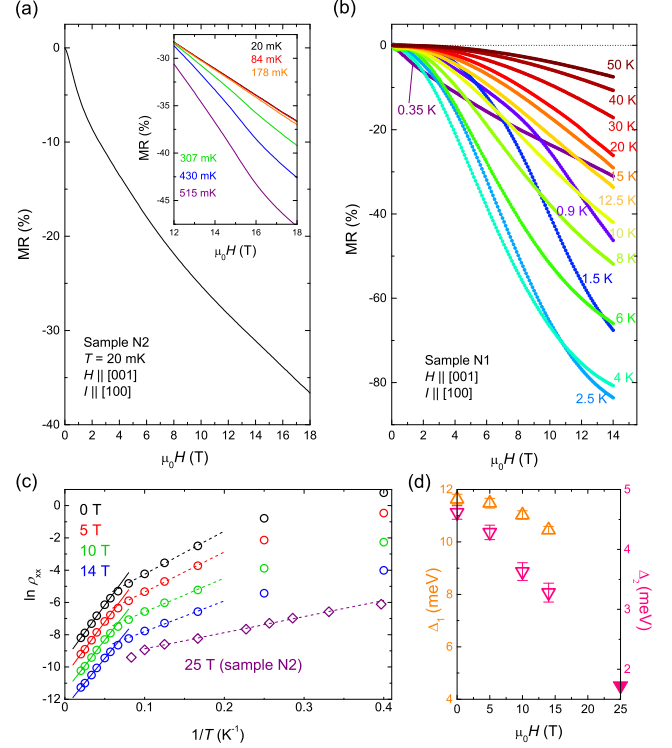 (a)
0
-10
-20
-30
-40
MR (%)
0 2 4 6 8 10 12 14 16 18
μ0H (T)
Sample N2
T = 20 mK
H || [001]
I || [100]
-30
-35
-40
-45
MR (%)
12 14 16 18
μ0H (T)
20 mK
84 mK
178 mK
307 mK
430 mK
515 mK
(b)
0
-20
-40
-60
-80
MR (%)
0 2 4 6 8 10 12 14 16
μ0H (T)
50 K
40 K
30 K
20 K
15 K
12.5 K
10 K
8 K
6 K
4 K
2.5 K
1.5 K
0.9 K
0.35 K
Sample N1
H || [001]
I || [100]
(c)
0 T
5 T
10 T
14 T
25 T (sample N2)
0
-2
-4
-6
-8
-10
-12
ln ρxx
0.0 0.1 0.2 0.3 0.4
1/T (K-1)
(d)
12
10
8
6
4
Δ1 (meV)
5
4
3
2
Δ2 (meV)
0 5 10 15 20 25
μ0H (T)